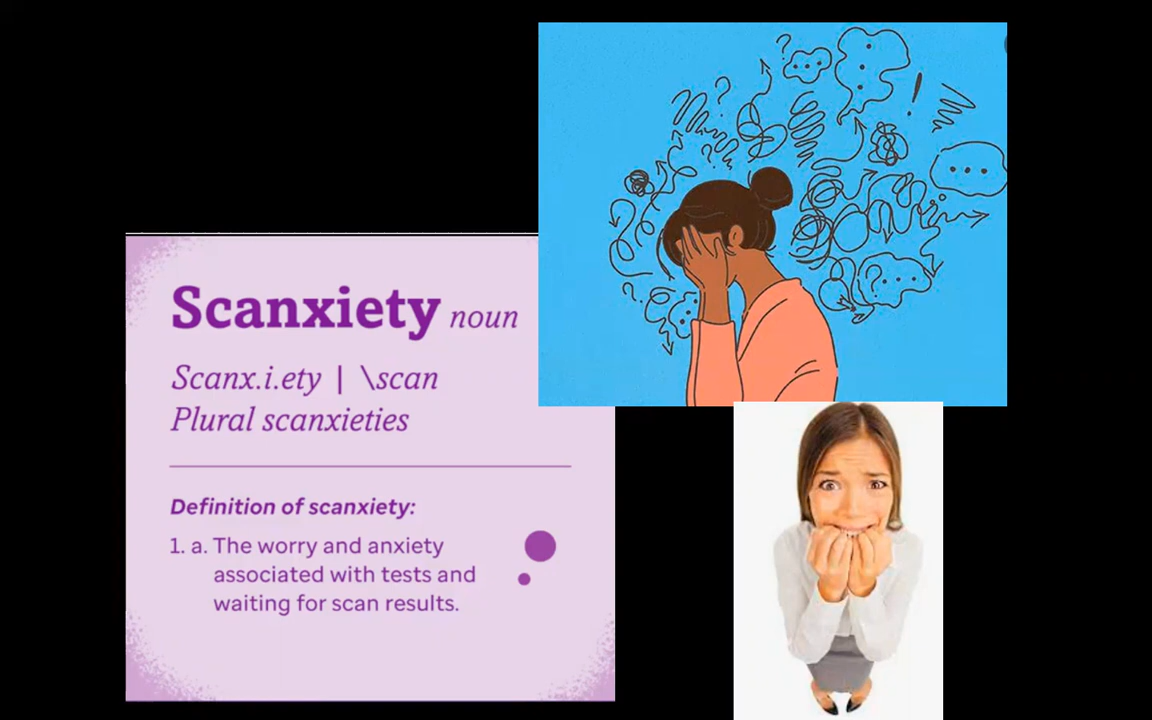 Scanxiety noun
Scanx.i.ety | \scan
Plural scanxieties
Definition of scanxiety:
1. a. The worry and anxiety
associated with tests and
waiting for scan results.